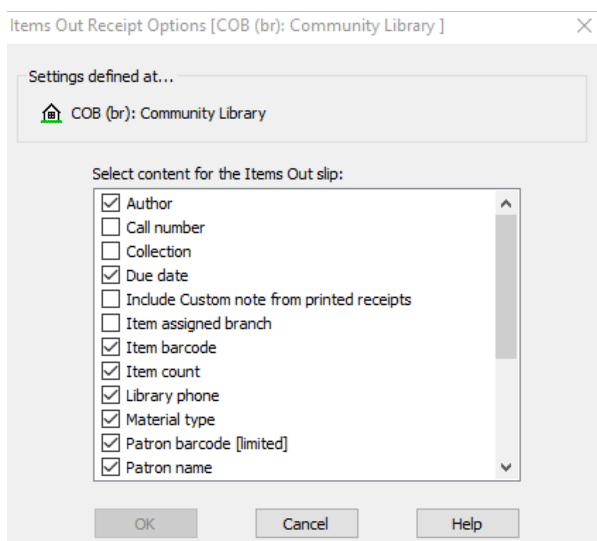 Items Out Receipt Options [COB (br): Community Library ]
Settings defined at...
COB (br): Community Library
Select content for the Items Out slip:
Author
Call number
Collection
Due date
Include Custom note from printed receipts
Item assigned branch
Item barcode
Item count
Library phone
Material type
Patron barcode [limited]
Patron name
OK Cancel Help